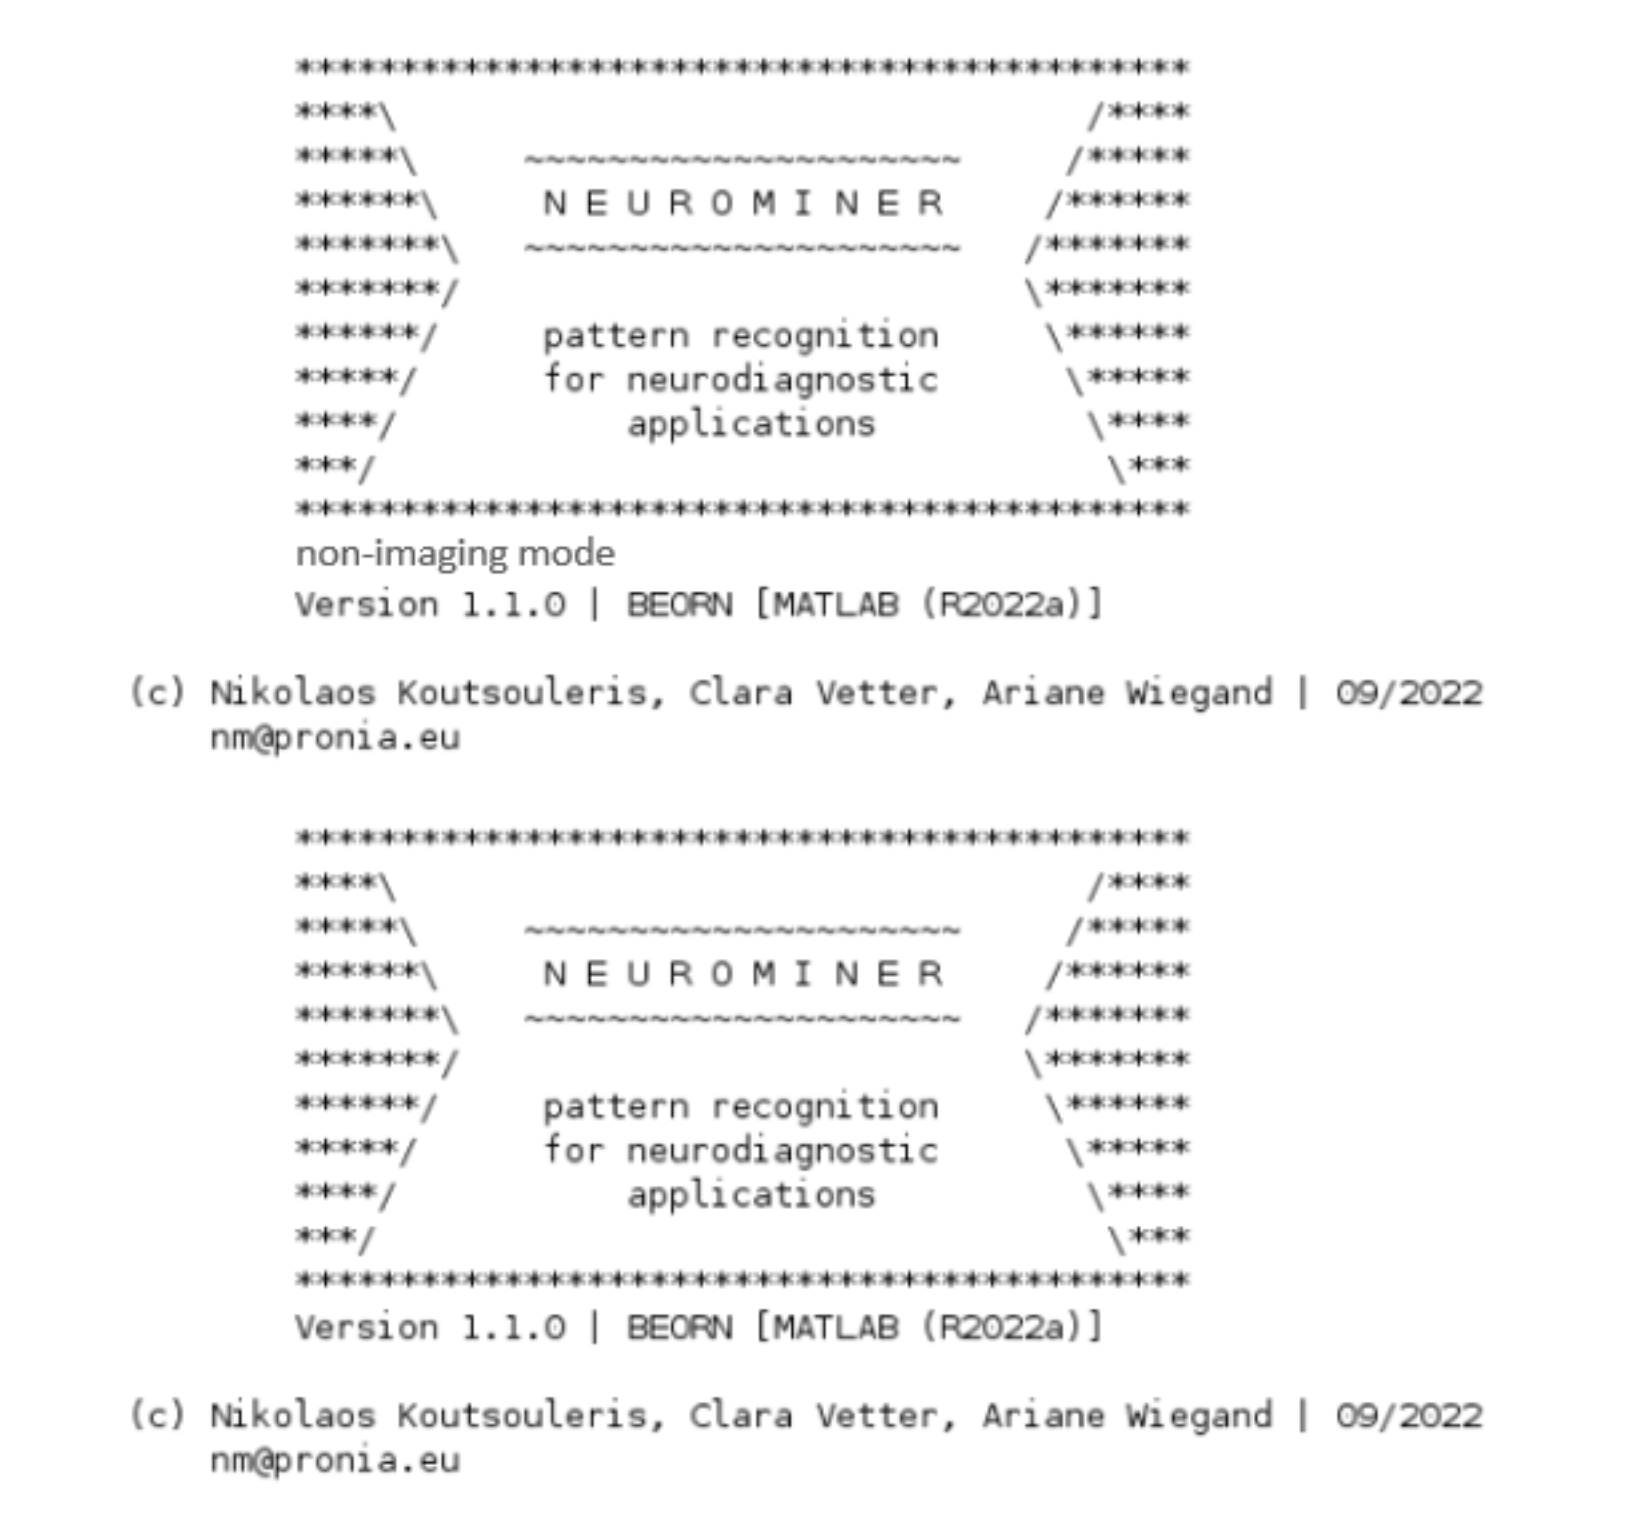 *******************************************
****\                                 /****
*****\     ~~~~~~~~~~~~~~~~~~~~~     /*****
******\     N E U R O M I N E R     /******
*******\   ~~~~~~~~~~~~~~~~~~~~~   /*******
*******/                           \*******
******/     pattern recognition     \******
*****/      for neurodiagnostic      \*****
****/           applications          \****
***/                                   \***
*******************************************
non-imaging mode
Version 1.1.0 | BEORN [MATLAB (R2022a)]
(c) Nikolaos Koutsouleris, Clara Vetter, Ariane Wiegand | 09/2022
nm@pronia.eu
*******************************************
****\                                 /****
*****\     ~~~~~~~~~~~~~~~~~~~~~     /*****
******\     N E U R O M I N E R     /******
*******\   ~~~~~~~~~~~~~~~~~~~~~   /*******
*******/                           \*******
******/     pattern recognition     \******
*****/      for neurodiagnostic      \*****
****/           applications          \****
***/                                   \***
*******************************************
Version 1.1.0 | BEORN [MATLAB (R2022a)]
(c) Nikolaos Koutsouleris, Clara Vetter, Ariane Wiegand | 09/2022
nm@pronia.eu